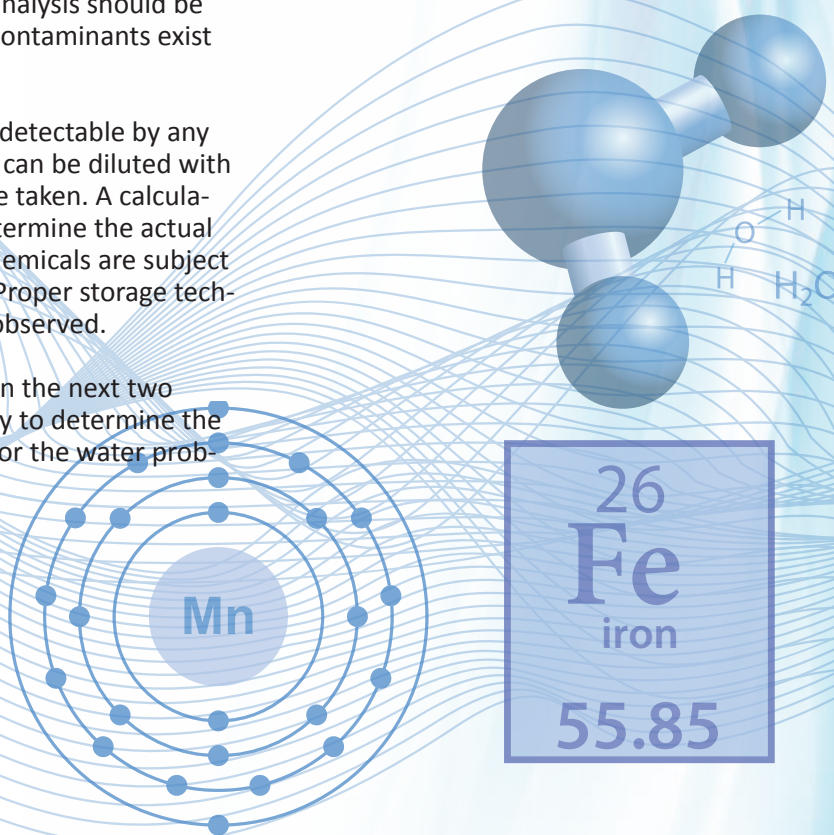 nalysis should be
ontaminants exist
detectable by any
can be diluted with
e taken. A calcula-
termine the actual
emicals are subject
Proper storage tech-
observed.
n the next two
y to determine the
or the water prob-
H
O
H
H₂O
Mn
26
Fe
iron
55.85